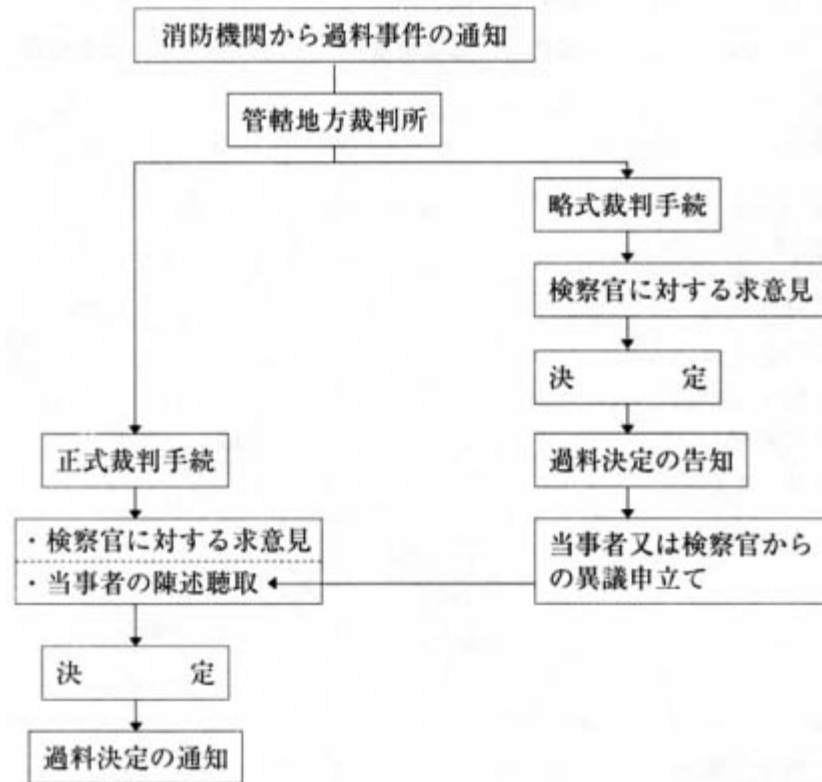 消防機関から過料事件の通知
管轄地方裁判所
略式裁判手続
検察官に対する求意見
決　　　　定
過料決定の告知
当事者又は検察官から
の異議申立て
正式裁判手続
・検察官に対する求意見
・当事者の陳述聴取
決　　　　定
過料決定の通知